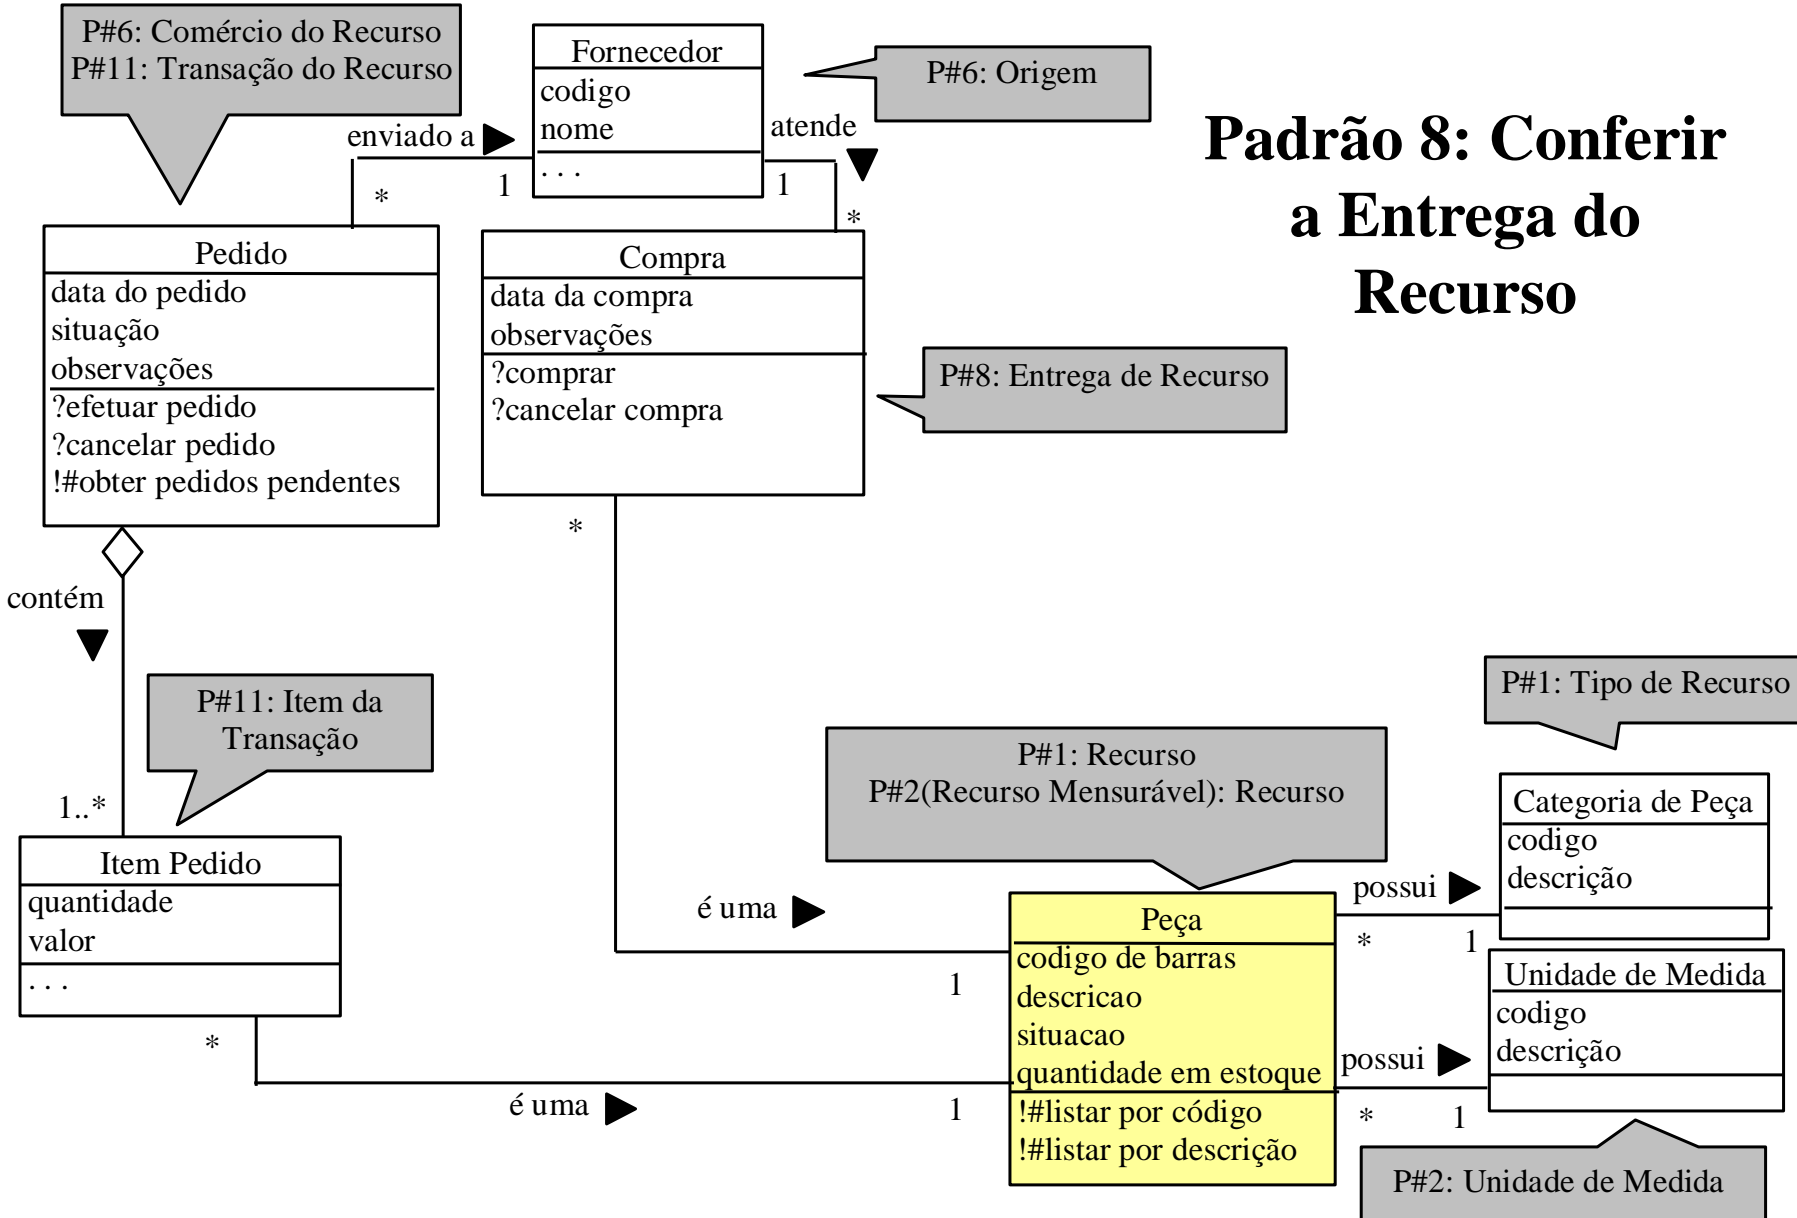 P#6: Comércio do Recurso
P#11: Transação do Recurso
Fornecedor
codigo
nome
. . .
P#6: Origem
Padrão 8: Conferir
a Entrega do
Recurso
enviado a
atende
*
1
1
*
Pedido
data do pedido
situação
observações
?efetuar pedido
?cancelar pedido
!#obter pedidos pendentes
Compra
data da compra
observações
?comprar
?cancelar compra
P#8: Entrega de Recurso
*
contém
P#11: Item da
Transação
1..*
Item Pedido
quantidade
valor
. . .
*
é uma
1
é uma
1
P#1: Recurso
P#2(Recurso Mensurável): Recurso
Peça
codigo de barras
descricao
situacao
quantidade em estoque
!#listar por código
!#listar por descrição
P#1: Tipo de Recurso
possui
*
1
Categoria de Peça
codigo
descrição
possui
*
1
Unidade de Medida
codigo
descrição
P#2: Unidade de Medida